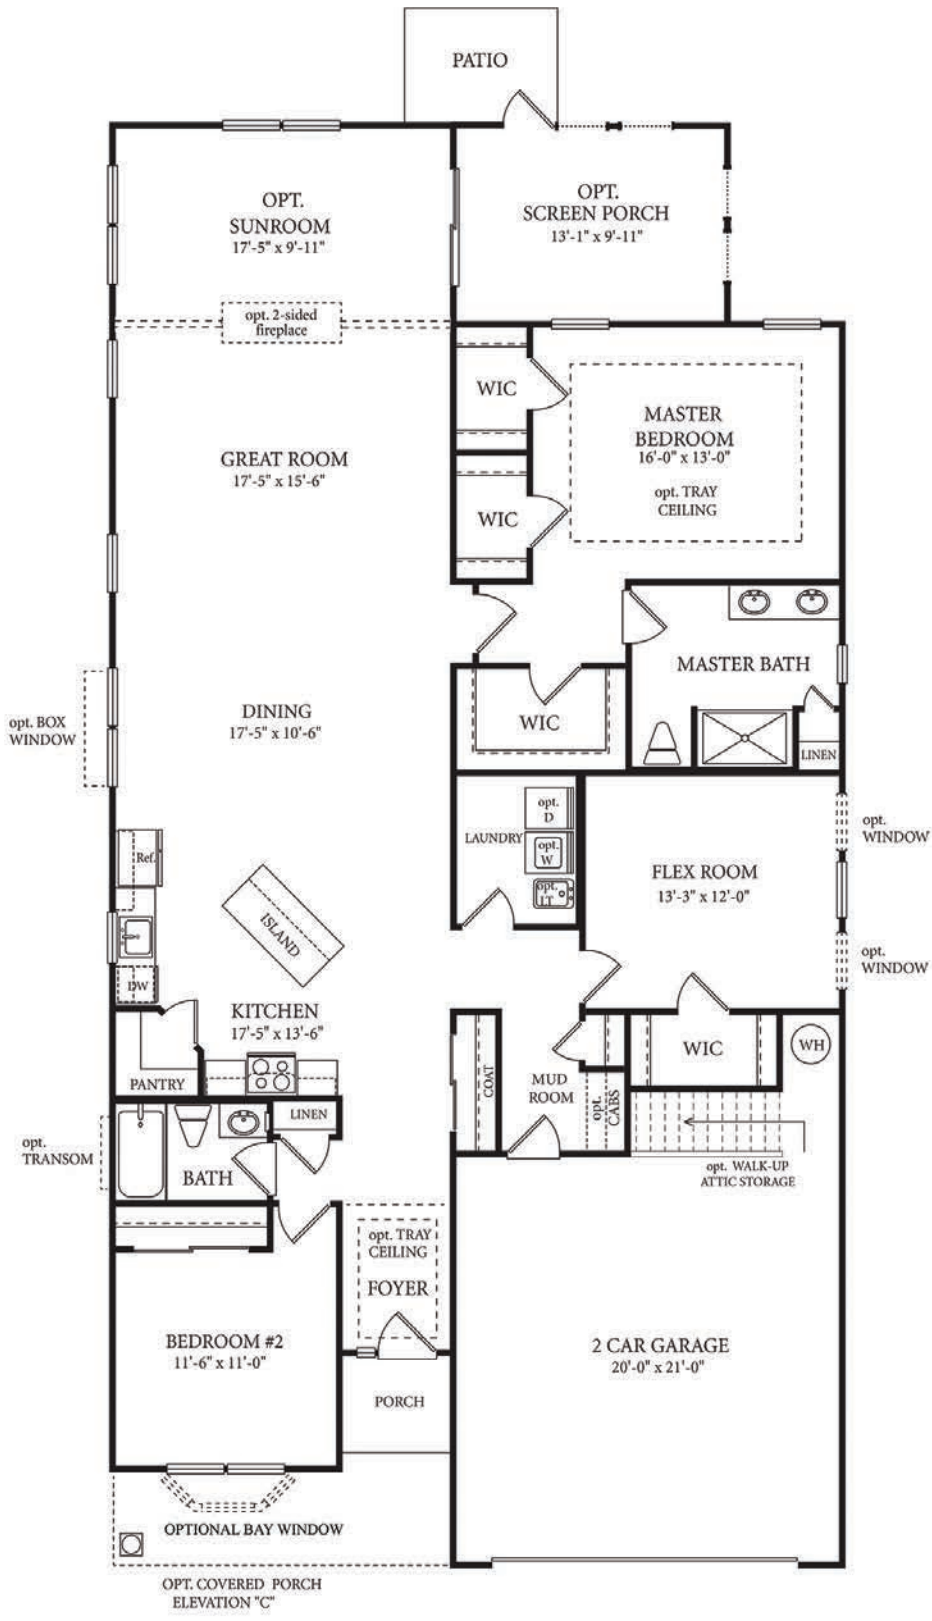 PATIO
OPT.
SUNROOM
17'-5" x 9'-11"
OPT.
SCREEN PORCH
13'-1" x 9'-11"
opt. 2-sided
fireplace
WIC
MASTER
BEDROOM
16'-0" x 13'-0"
opt. TRAY
CEILING
GREAT ROOM
17'-5" x 15'-6"
WIC
MASTER BATH
opt. BOX
WINDOW
DINING
17'-5" x 10'-6"
WIC
LINEN
opt.
D
LAUNDRY
opt.
W
opt.
LT
opt.
WINDOW
Ref.
FLEX ROOM
13'-3" x 12'-0"
ISLAND
opt.
WINDOW
DW
KITCHEN
17'-5" x 13'-6"
WIC
WH
PANTRY
COAT
MUD
ROOM
opt.
CABS
LINEN
opt.
TRANSOM
BATH
opt. WALK-UP
ATTIC STORAGE
opt. TRAY
CEILING
FOYER
BEDROOM #2
11'-6" x 11'-0"
2 CAR GARAGE
20'-0" x 21'-0"
PORCH
OPTIONAL BAY WINDOW
OPT. COVERED PORCH
ELEVATION "C"